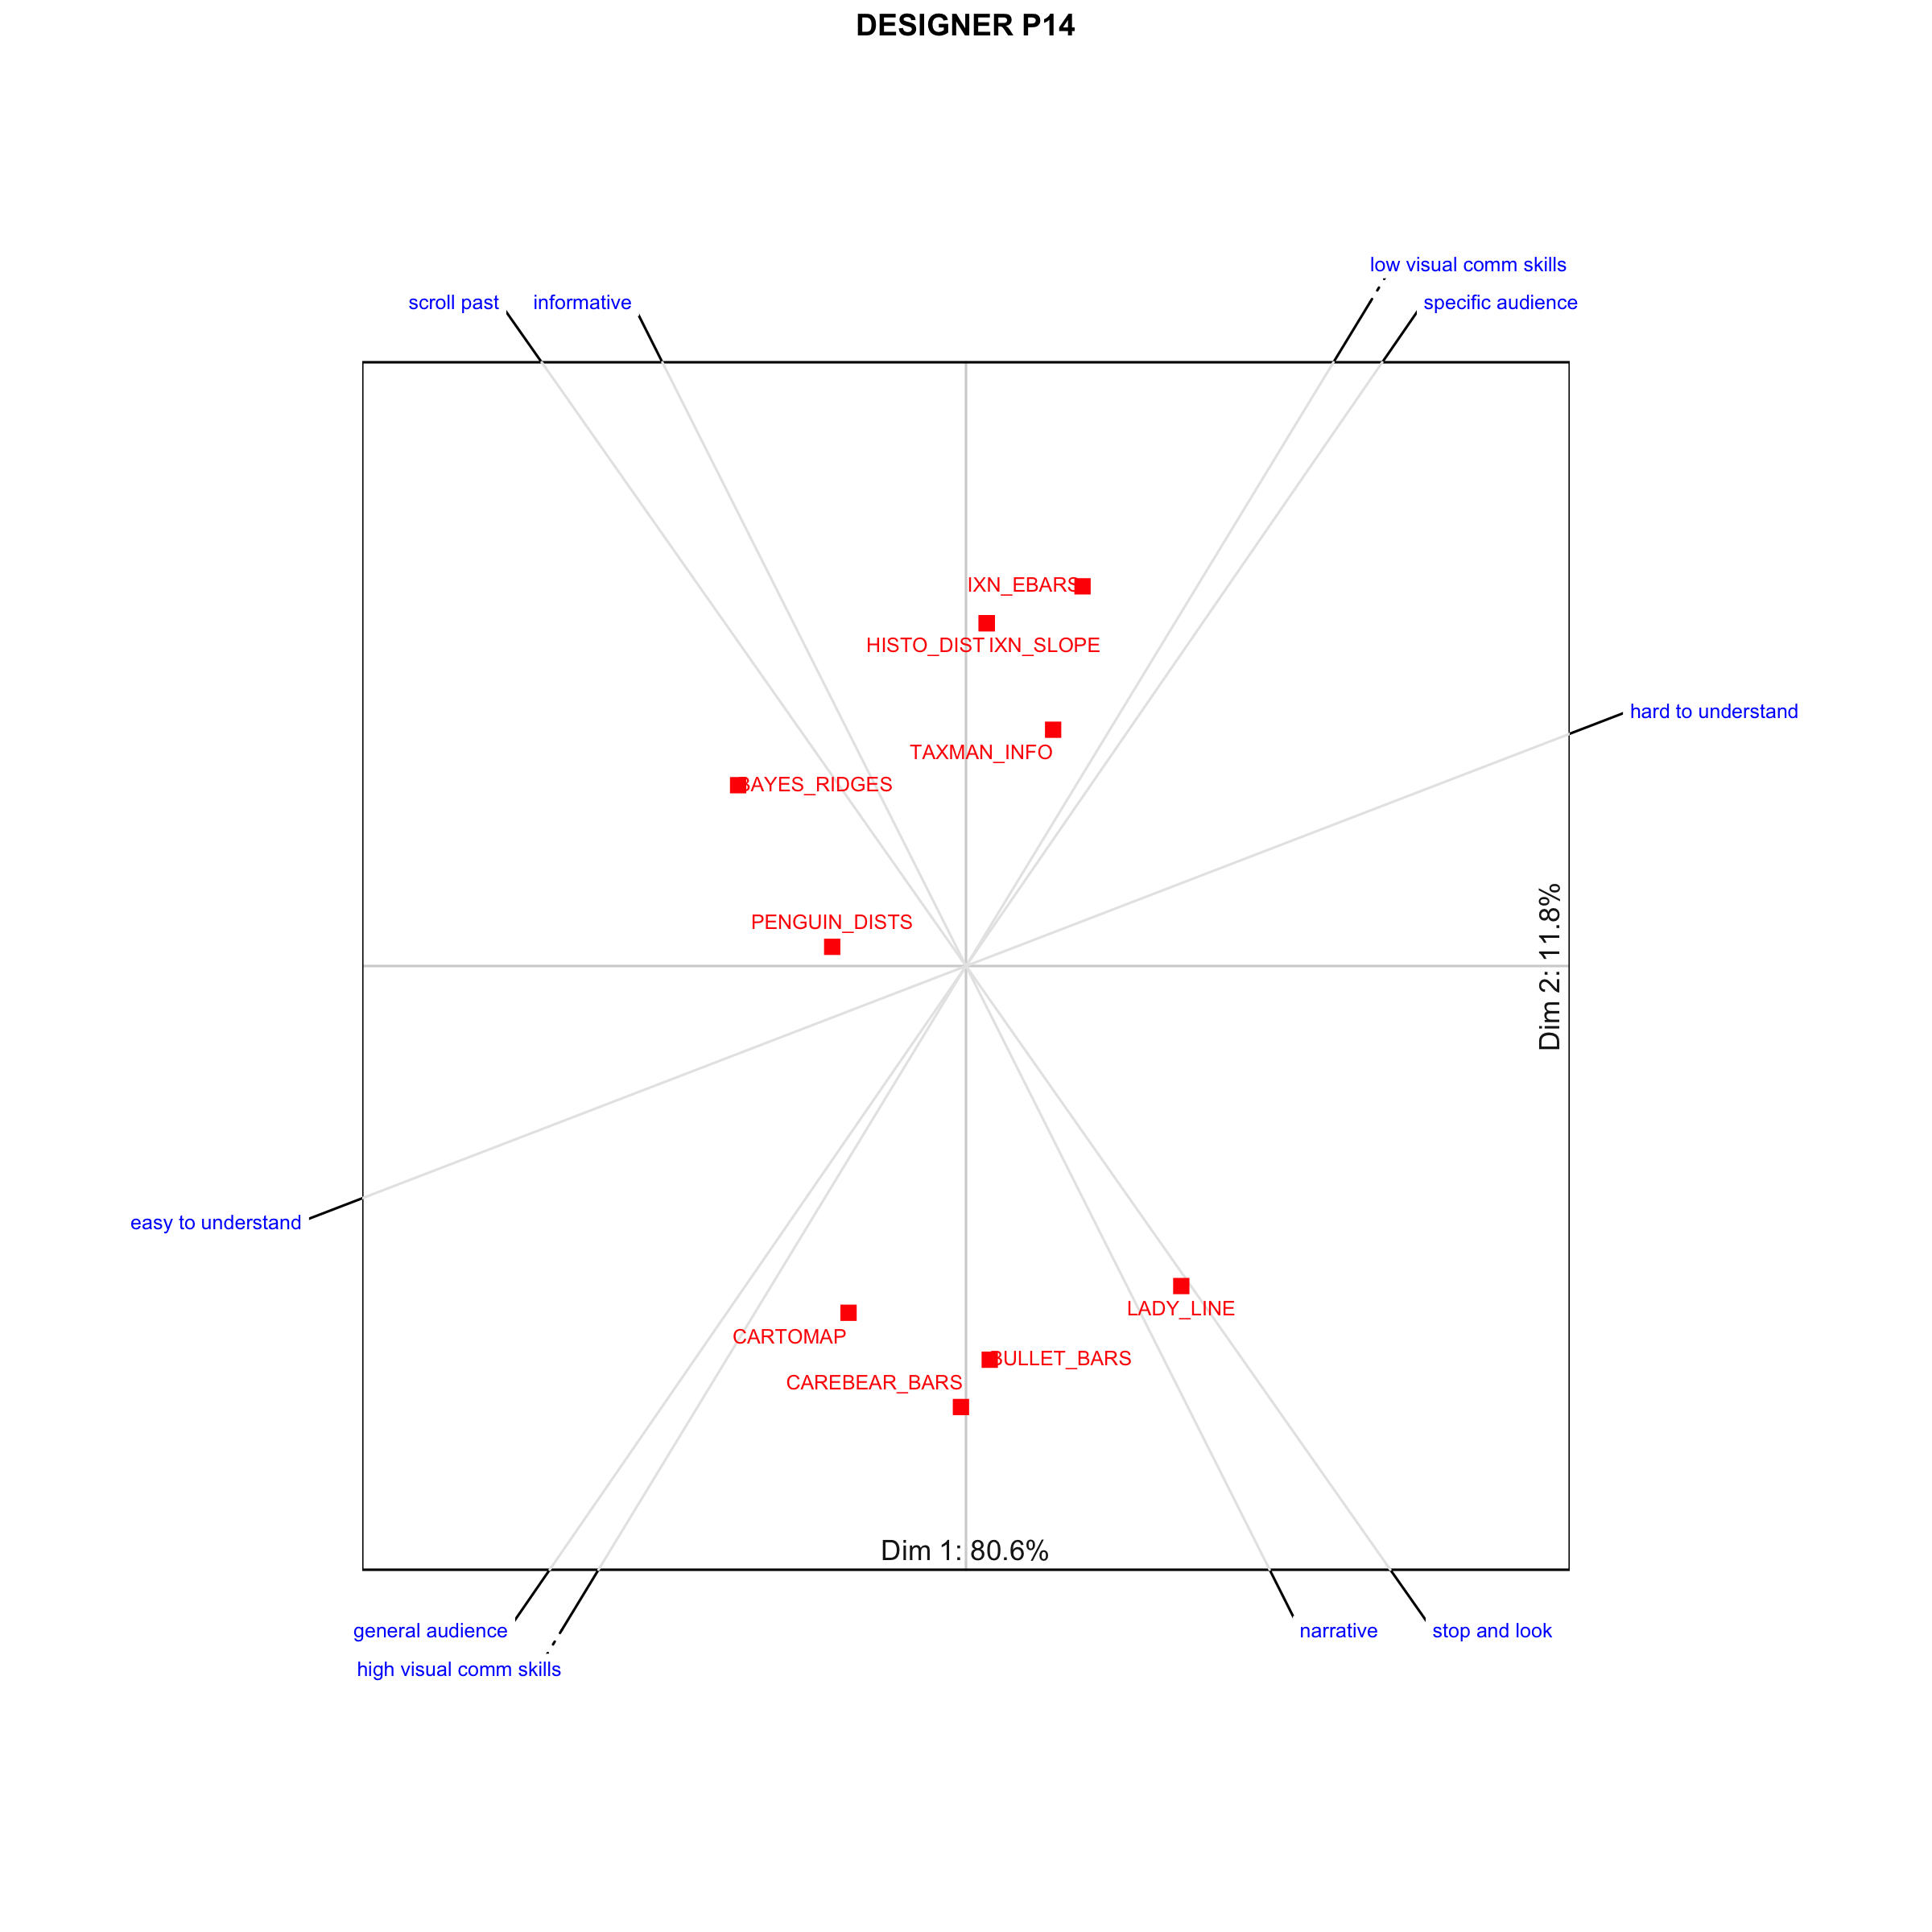 DESIGNER P14
low visual comm skills
scroll past
informative
specific audience
IXN_EBARS
HISTO_DIST
IXN_SLOPE
hard to understand
TAXMAN_INFO
BAYES_RIDGES
PENGUIN_DISTS
Dim 2: 11.8%
easy to understand
LADY_LINE
CARTOMAP
BULLET_BARS
CAREBEAR_BARS
Dim 1: 80.6%
general audience
narrative
stop and look
high visual comm skills